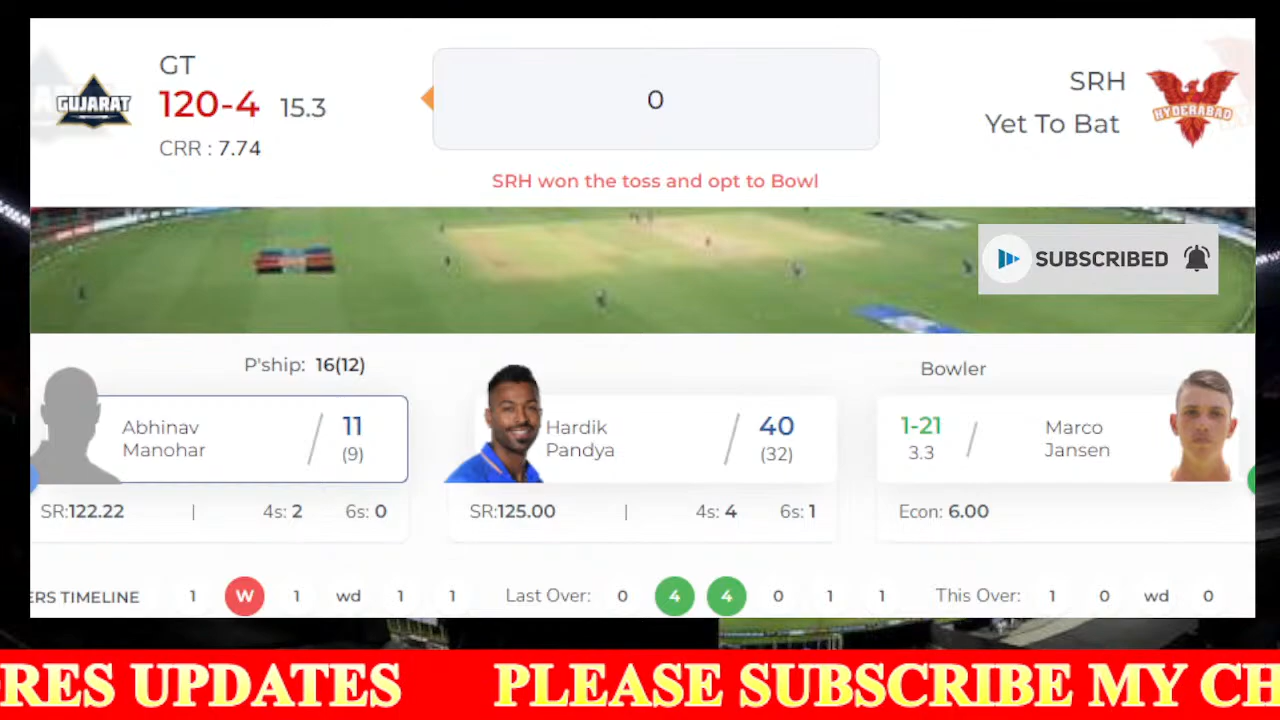 GT
120-4 15.3
CRR : 7.74
GUJARAT
0
SRH won the toss and opt to Bowl
SRH
Yet To Bat
HYDERABAD
SUBSCRIBED
P'ship: 16(12)
Abhinav
Manohar
11
(9)
SR:122.22 | 4s: 2 6s: 0
Hardik
Pandya
40
(32)
SR:125.00 | 4s: 4 6s: 1
Bowler
1-21
3.3
Marco
Jansen
Econ: 6.00
ERS TIMELINE 1 W 1 wd 1 1 Last Over: 0 4 4 0 1 1 This Over: 1 0 wd 0
RES UPDATES PLEASE SUBSCRIBE MY CH